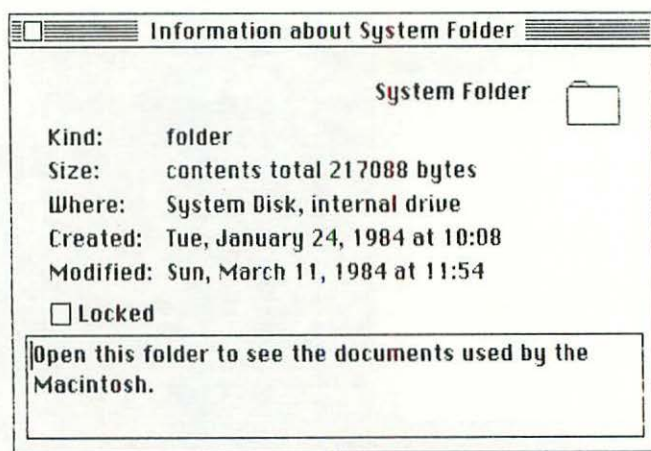 Information about System Folder
System Folder
Kind: folder
Size: contents total 217088 bytes
Where: System Disk, internal drive
Created: Tue, January 24, 1984 at 10:08
Modified: Sun, March 11, 1984 at 11:54
Locked
Open this folder to see the documents used by the
Macintosh.